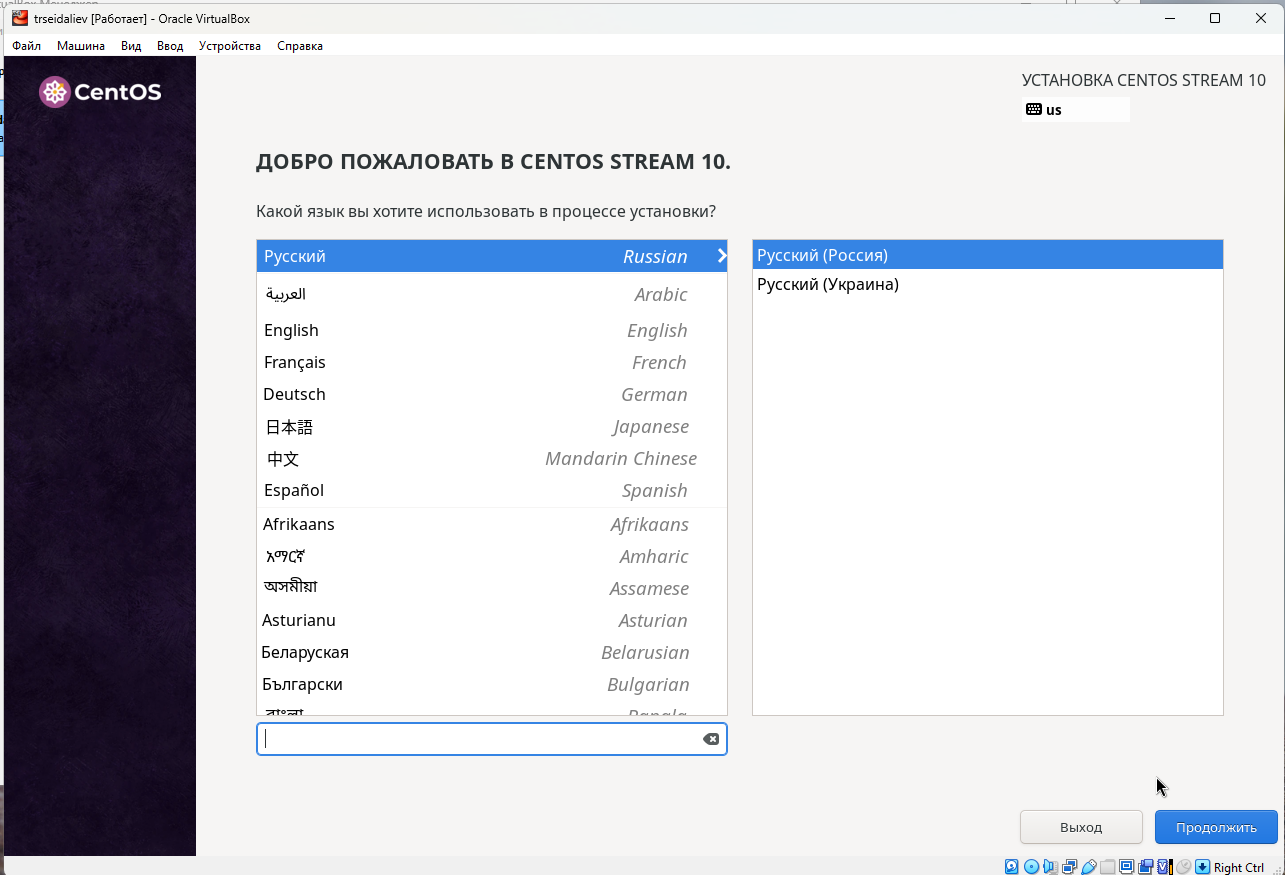 trseidaliev [Работает] - Oracle VirtualBox
Файл Машина Вид Ввод Устройства Справка
CentOS
УСТАНОВКА CENTOS STREAM 10
us
ДОБРО ПОЖАЛОВАТЬ В CENTOS STREAM 10.
Какой язык вы хотите использовать в процессе установки?
Русский Russian
العربية Arabic
English English
Français French
Deutsch German
日本語 Japanese
中文 Mandarin Chinese
Español Spanish
Afrikaans Afrikaans
አማርኛ Amharic
অসমীয়া Assamese
Asturianu Asturian
Беларуская Belarusian
Български Bulgarian
বাংলা Bangla
Русский (Россия)
Русский (Украина)
Выход Продолжить
Right Ctrl